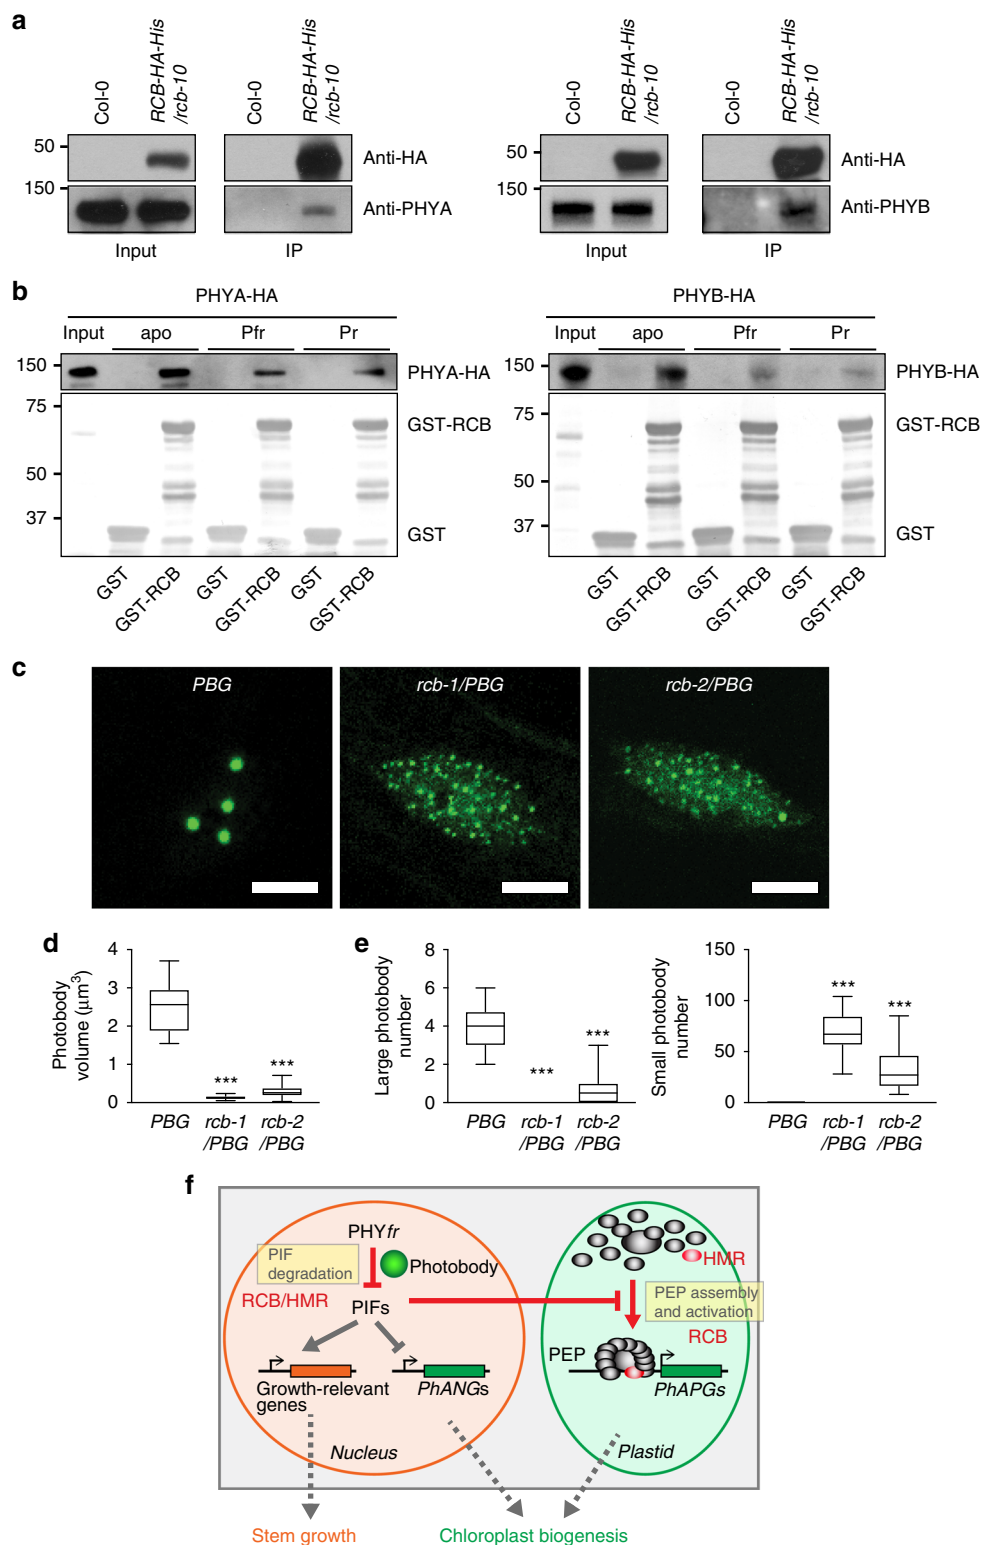 a
Col-0
RCB-HA-His
/rcb-10
Col-0
RCB-HA-His
/rcb-10
Col-0
RCB-HA-His
/rcb-10
Col-0
RCB-HA-His
/rcb-10
50
Anti-HA
150
Anti-PHYA
Input
IP
50
Anti-HA
150
Anti-PHYB
Input
IP
b
PHYA-HA
Input
apo
Pfr
Pr
150
PHYA-HA
75
GST-RCB
50
37
GST
GST
GST-RCB
GST
GST-RCB
GST
GST-RCB
PHYB-HA
Input
apo
Pfr
Pr
150
PHYB-HA
75
GST-RCB
50
37
GST
GST
GST-RCB
GST
GST-RCB
GST
GST-RCB
c
PBG
rcb-1/PBG
rcb-2/PBG
d
Photobody
volume (μm³)
4
3
2
1
0
***
***
PBG
rcb-1
/PBG
rcb-2
/PBG
e
Large photobody
number
8
6
4
2
0
***
***
PBG
rcb-1
/PBG
rcb-2
/PBG
Small photobody
number
150
100
50
0
***
***
PBG
rcb-1
/PBG
rcb-2
/PBG
f
PHYfr
PIF
degradation
Photobody
RCB/HMR
PIFs
Growth-relevant
genes
PhANGs
Nucleus
HMR
PEP assembly
and activation
RCB
PEP
PhAPGs
Plastid
Stem growth
Chloroplast biogenesis